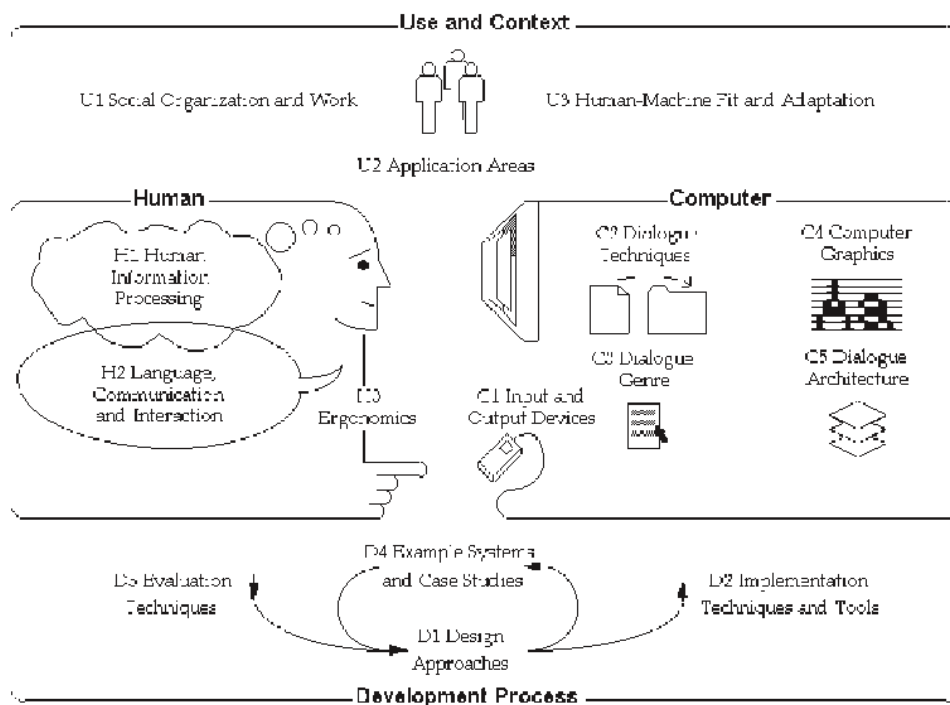 Use and Context
U1 Social Organization and Work
U3 Human-Machine Fit and Adaptation
U2 Application Areas
Human
Computer
H1 Human
Information
Processing
C2 Dialogue
Techniques
C4 Computer
Graphics
H2 Language,
Communication
and Interaction
H3
Ergonomics
C1 Input and
Output Devices
C3 Dialogue
Genre
C5 Dialogue
Architecture
D4 Example Systems
and Case Studies
D3 Evaluation
Techniques
D2 Implementation
Techniques and Tools
D1 Design
Approaches
Development Process